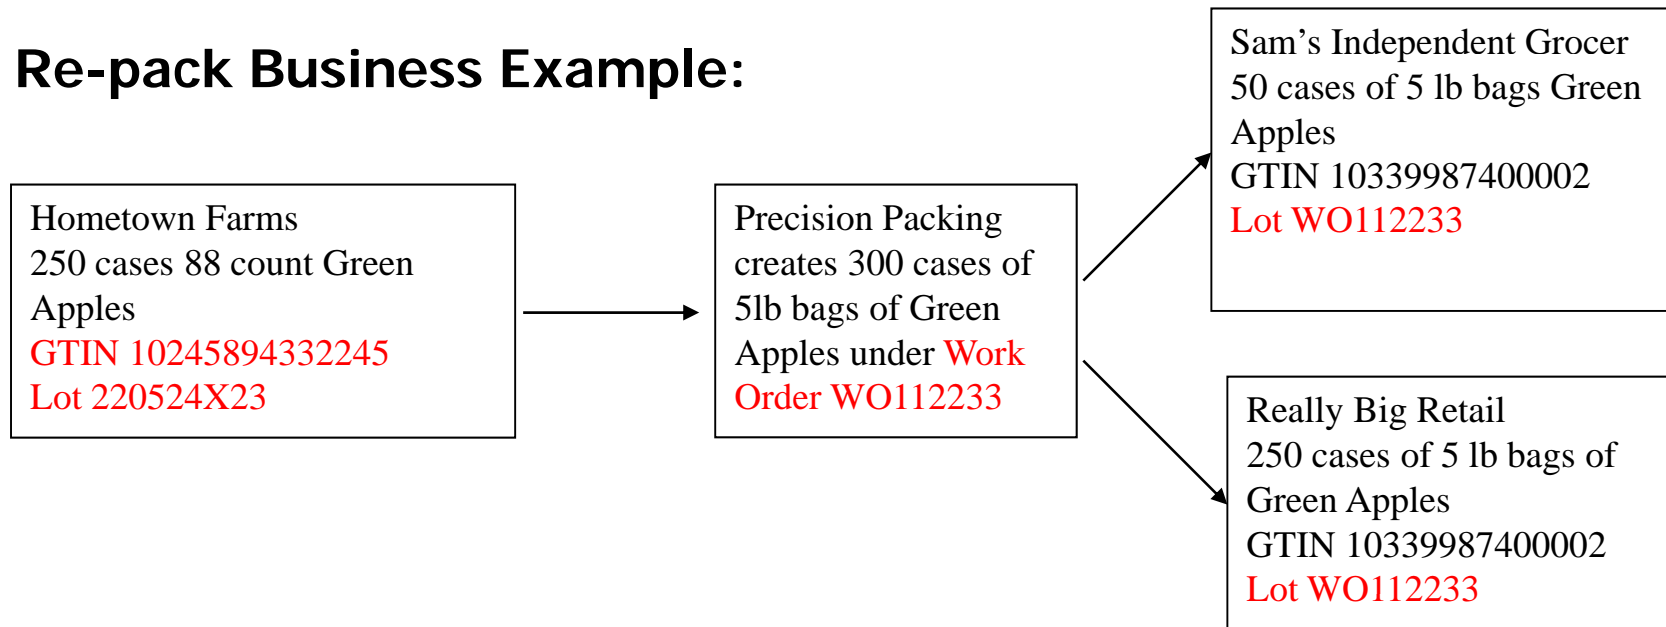 Re-pack Business Example:
Hometown Farms
250 cases 88 count Green
Apples
GTIN 10245894332245
Lot 220524X23
Precision Packing
creates 300 cases of
5lb bags of Green
Apples under Work
Order WO112233
Sam’s Independent Grocer
50 cases of 5 lb bags Green
Apples
GTIN 10339987400002
Lot WO112233
Really Big Retail
250 cases of 5 lb bags of
Green Apples
GTIN 10339987400002
Lot WO112233